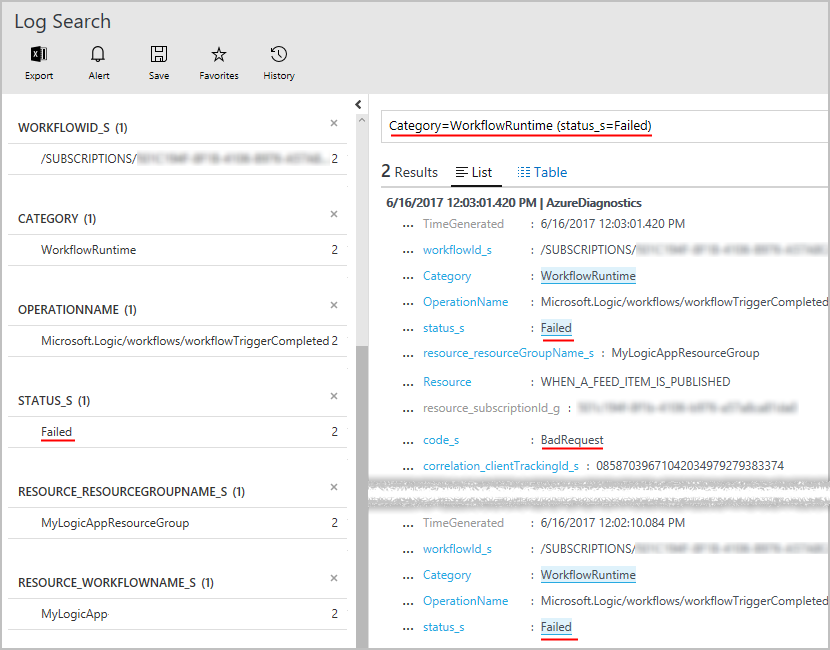 Log Search
Export Alert Save Favorites History
WORKFLOWID_S (1)
/SUBSCRIPTIONS/ 2
CATEGORY (1)
WorkflowRuntime 2
OPERATIONNAME (1)
Microsoft.Logic/workflows/workflowTriggerCompleted 2
STATUS_S (1)
Failed 2
RESOURCE_RESOURCEGROUPNAME_S (1)
MyLogicAppResourceGroup 2
RESOURCE_WORKFLOWNAME_S (1)
MyLogicApp 2
Category=WorkflowRuntime (status_s=Failed)
2 Results List Table
6/16/2017 12:03:01.420 PM | AzureDiagnostics
... TimeGenerated : 6/16/2017 12:03:01.420 PM
... workflowId_s : /SUBSCRIPTIONS/
... Category : WorkflowRuntime
... OperationName : Microsoft.Logic/workflows/workflowTriggerCompleted
... status_s : Failed
... resource_resourceGroupName_s : MyLogicAppResourceGroup
... Resource : WHEN_A_FEED_ITEM_IS_PUBLISHED
... resource_subscriptionId_g :
... code_s : BadRequest
... correlation_clientTrackingId_s : 08587039671042034979279383374
... TimeGenerated : 6/16/2017 12:02:10.084 PM
... workflowId_s : /SUBSCRIPTIONS/
... Category : WorkflowRuntime
... OperationName : Microsoft.Logic/workflows/workflowTriggerCompleted
... status_s : Failed